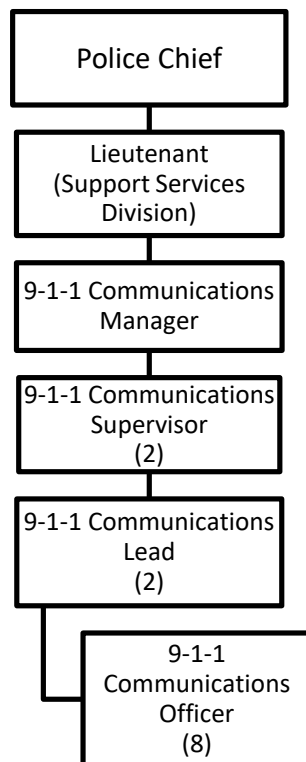 Police Chief
Lieutenant
(Support Services
Division)
9-1-1 Communications
Manager
9-1-1 Communications
Supervisor
(2)
9-1-1 Communications
Lead
(2)
9-1-1
Communications
Officer
(8)